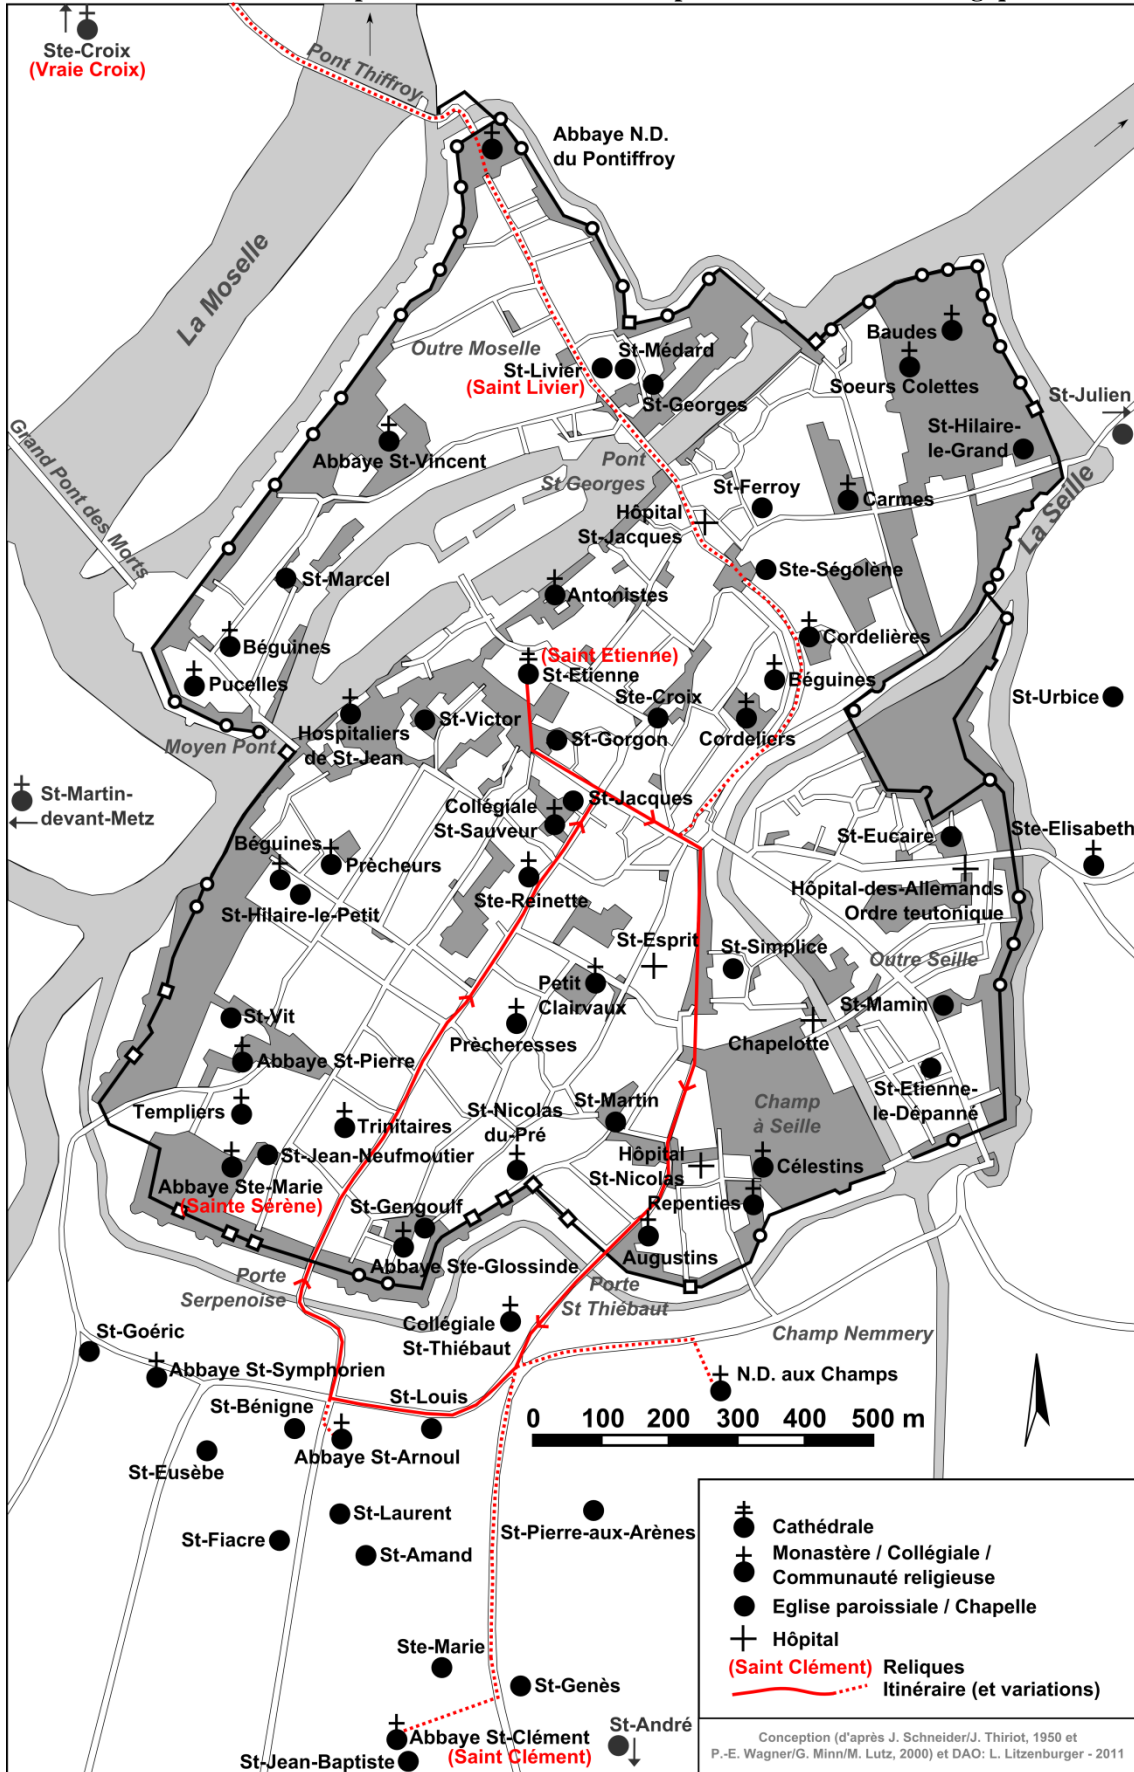 Ste-Croix
(Vraie Croix)
Pont Thiffroy
Abbaye N.D.
du Pontiffroy
La Moselle
Outre Moselle
St-Médard
St-Livier
(Saint Livier)
St-Georges
Baudes
Soeurs Colettes
St-Julien
St-Hilaire-
le-Grand
Grand Pont des Morts
Abbaye St-Vincent
Pont
St Georges
St-Ferroy
Carmes
La Seille
Hôpital
St-Jacques
St-Marcel
Antonistes
Ste-Ségolène
Béguines
Cordelières
Pucelles
(Saint Etienne)
St-Etienne
Ste-Croix
Béguines
St-Urbice
Hospitaliers
de St-Jean
St-Victor
St-Gorgon
Cordeliers
Moyen Pont
St-Martin-
devant-Metz
Collégiale
St-Sauveur
St-Jacques
St-Eucaire
Ste-Elisabeth
Béguines
Prècheurs
St-Hilaire-le-Petit
Ste-Reinette
Hôpital-des-Allemands
Ordre teutonique
St-Esprit
St-Simplice
Outre Seille
Petit
Clairvaux
St-Mamin
St-Vit
Prècheresses
Chapelotte
Abbaye St-Pierre
St-Etienne-
le-Dépanné
Templiers
Trinitaires
St-Nicolas
du-Pré
St-Martin
Champ
à Seille
St-Jean-Neufmoutier
Hôpital
St-Nicolas
Célestins
Abbaye Ste-Marie
(Sainte Sérène)
St-Gengoulf
Repenties
Abbaye Ste-Glossinde
Augustins
Porte
Serpenoise
Porte
St Thiébaut
Collégiale
St-Thiébaut
Champ Nemmery
St-Goéric
Abbaye St-Symphorien
N.D. aux Champs
St-Louis
St-Bénigne
Abbaye St-Arnoul
St-Eusèbe
0 100 200 300 400 500 m
St-Laurent
St-Fiacre
St-Amand
St-Pierre-aux-Arènes
Ste-Marie
St-Genès
Abbaye St-Clément
(Saint Clément)
St-Jean-Baptiste
St-André
Cathédrale
Monastère / Collégiale /
Communauté religieuse
Eglise paroissiale / Chapelle
Hôpital
(Saint Clément) Reliques
Itinéraire (et variations)
Conception (d'après J. Schneider/J. Thiriot, 1950 et
P.-E. Wagner/G. Minn/M. Lutz, 2000) et DAO: L. Litzenburger - 2011